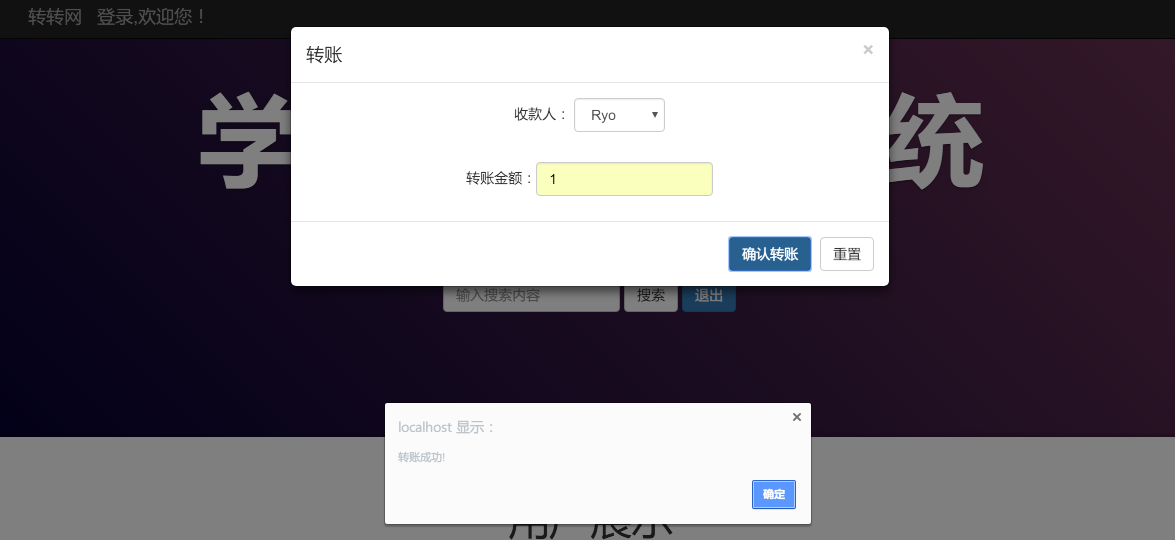 转转网 登录,欢迎您！
转账
×
学
统
收款人： Ryo
转账金额： 1
确认转账 重置
输入搜索内容 搜索 退出
×
localhost 显示：
转账成功!
确定
用户展示